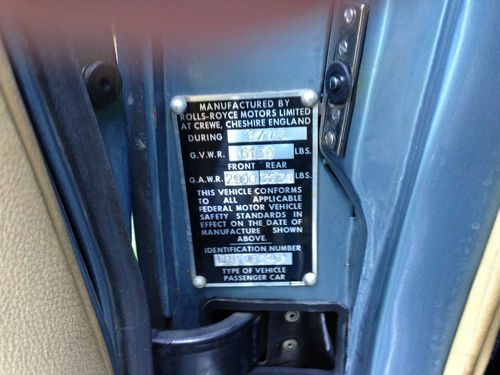 MANUFACTURED BY
ROLLS-ROYCE MOTORS LIMITED
AT CREWE, CHESHIRE ENGLAND
DURING
G.V.W.R. LBS.
FRONT REAR
G.A.W.R. 2900 LBS.
THIS VEHICLE CONFORMS
TO ALL APPLICABLE
FEDERAL MOTOR VEHICLE
SAFETY STANDARDS IN
EFFECT ON THE DATE OF
MANUFACTURE SHOWN
ABOVE.
IDENTIFICATION NUMBER
TYPE OF VEHICLE
PASSENGER CAR